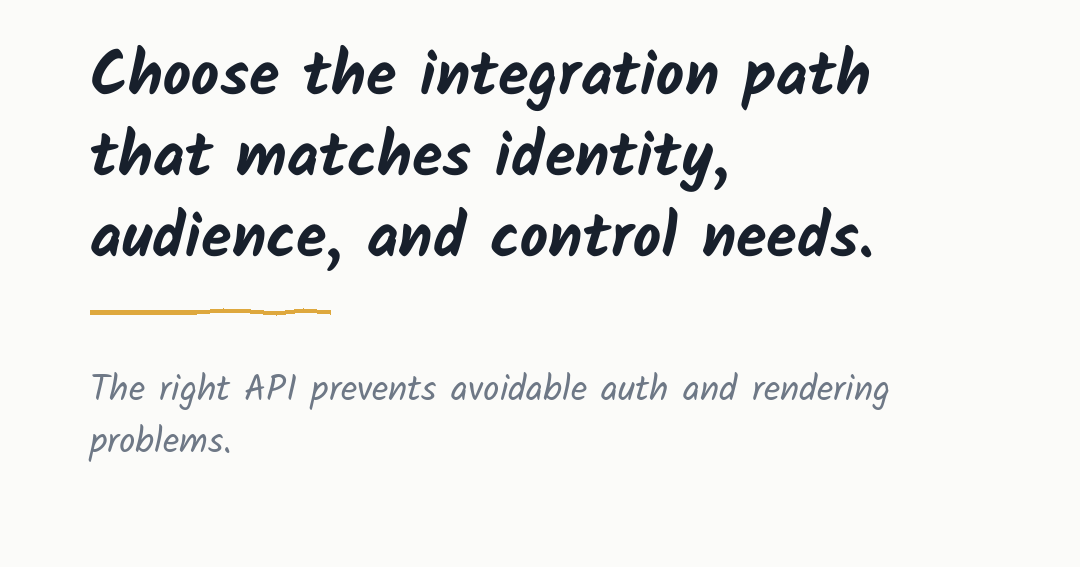 Choose the integration path
that matches identity,
audience, and control needs.
The right API prevents avoidable auth and rendering
problems.